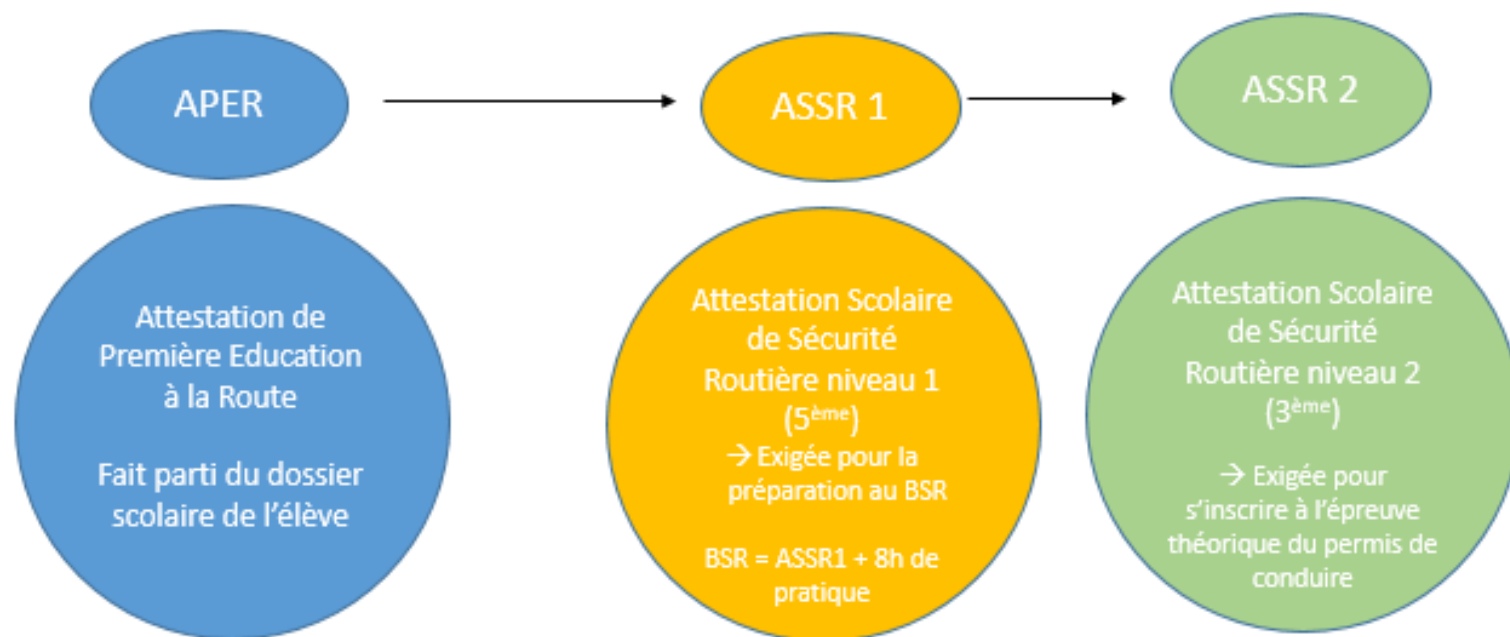 APER
ASSR 1
ASSR 2
Attestation de
Première Education
à la Route
Fait parti du dossier
scolaire de l'élève
Attestation Scolaire
de Sécurité
Routière niveau 1
(5ème)
→ Exigée pour la
préparation au BSR
BSR = ASSR1 + 8h de
pratique
Attestation Scolaire
de Sécurité
Routière niveau 2
(3ème)
→ Exigée pour
s'inscrire à l'épreuve
théorique du permis de
conduire